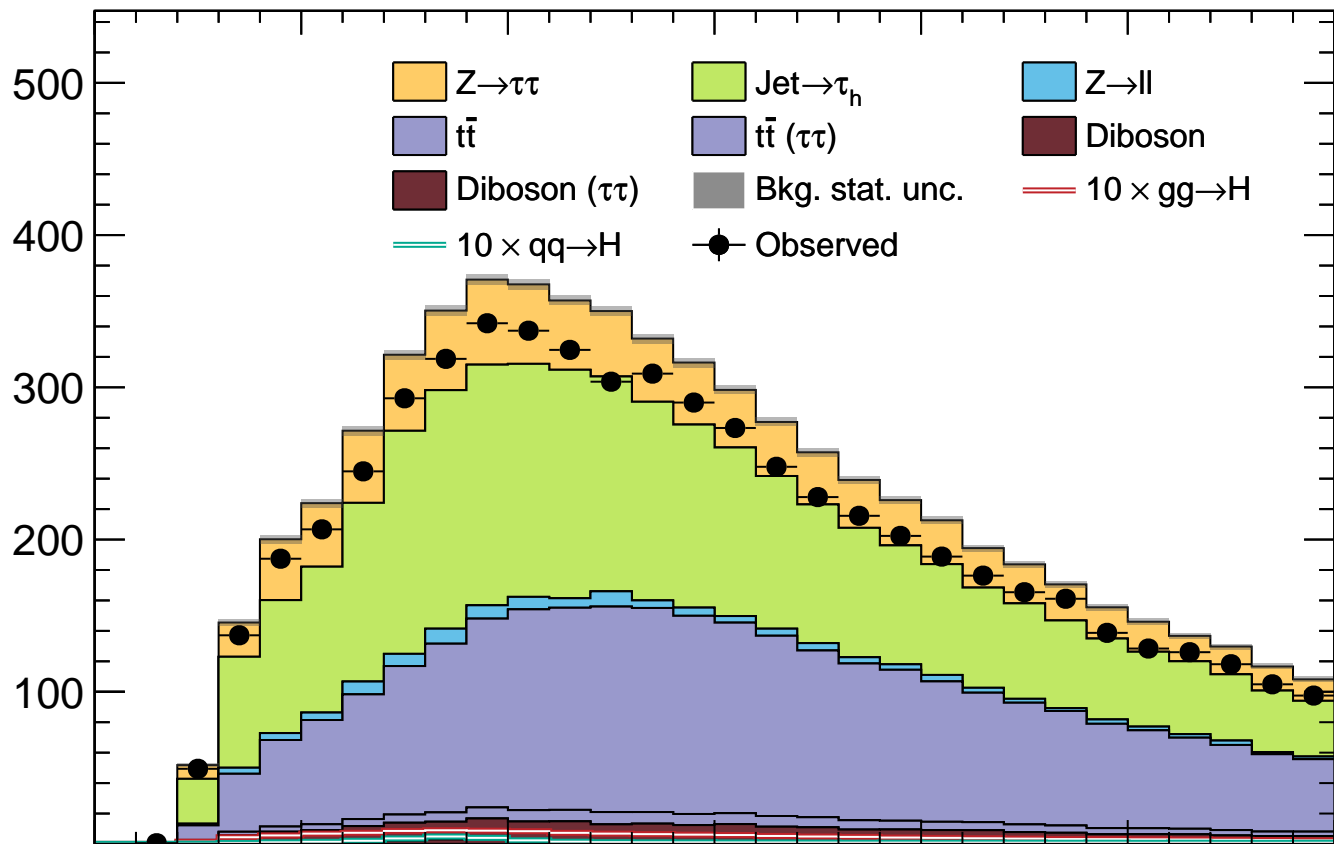 500
Z→ττ Jet→τ_h Z→ll
tt̄ tt̄ (ττ) Diboson
Diboson (ττ) Bkg. stat. unc. 10 × gg→H
400
10 × qq→H Observed
300
200
100